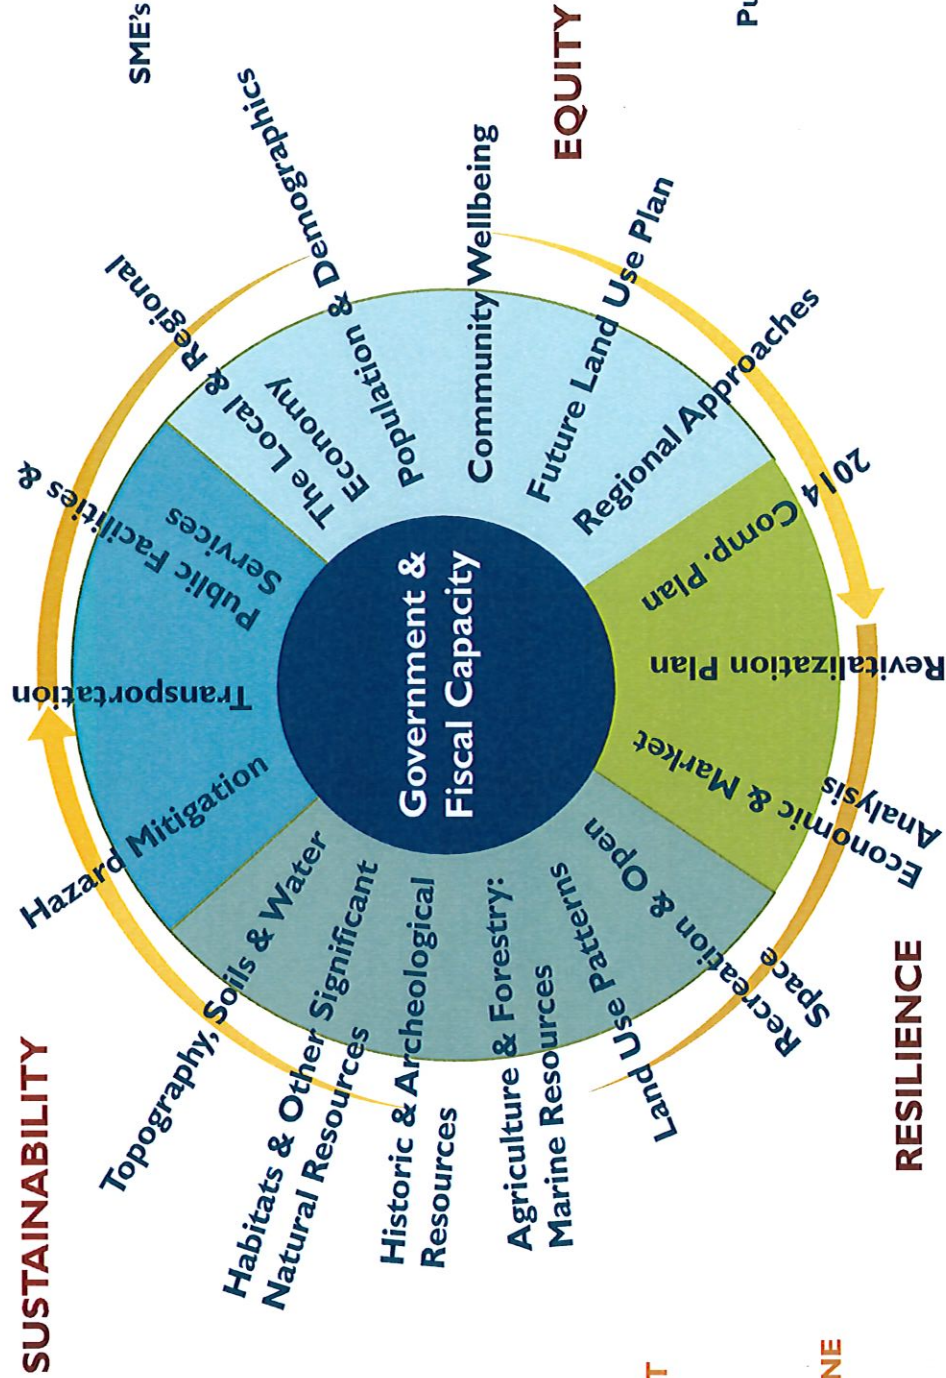 SUSTAINABILITY
SME's
EQUITY
RESILIENCE
Government &
Fiscal Capacity
Hazard Mitigation
Transportation
Public Facilities &
Services
The Local & Regional
Economy
Population & Demographics
Community Wellbeing
Future Land Use Plan
Regional Approaches
2014
Comp. Plan
Revitalization Plan
Economic & Market
Analysis
Recreation & Open
Space
Land Use Patterns
Agriculture & Forestry:
Marine Resources
Historic & Archeological
Resources
Habitats & Other Significant
Natural Resources
Topography, Soils & Water
Pu
T
NE